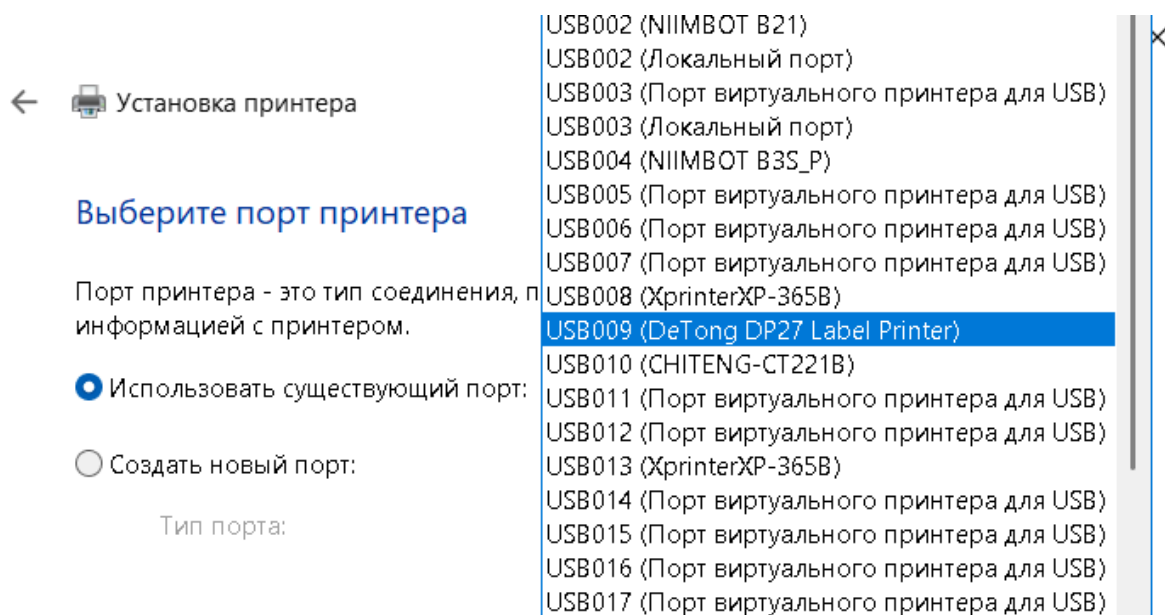 Установка принтера
Выберите порт принтера
Порт принтера - это тип соединения, п
информацией с принтером.
Использовать существующий порт:
Создать новый порт:
Тип порта:
USB002 (NIIMBOT B21)
USB002 (Локальный порт)
USB003 (Порт виртуального принтера для USB)
USB003 (Локальный порт)
USB004 (NIIMBOT B3S_P)
USB005 (Порт виртуального принтера для USB)
USB006 (Порт виртуального принтера для USB)
USB007 (Порт виртуального принтера для USB)
USB008 (XprinterXP-365B)
USB009 (DeTong DP27 Label Printer)
USB010 (CHITENG-CT221B)
USB011 (Порт виртуального принтера для USB)
USB012 (Порт виртуального принтера для USB)
USB013 (XprinterXP-365B)
USB014 (Порт виртуального принтера для USB)
USB015 (Порт виртуального принтера для USB)
USB016 (Порт виртуального принтера для USB)
USB017 (Порт виртуального принтера для USB)